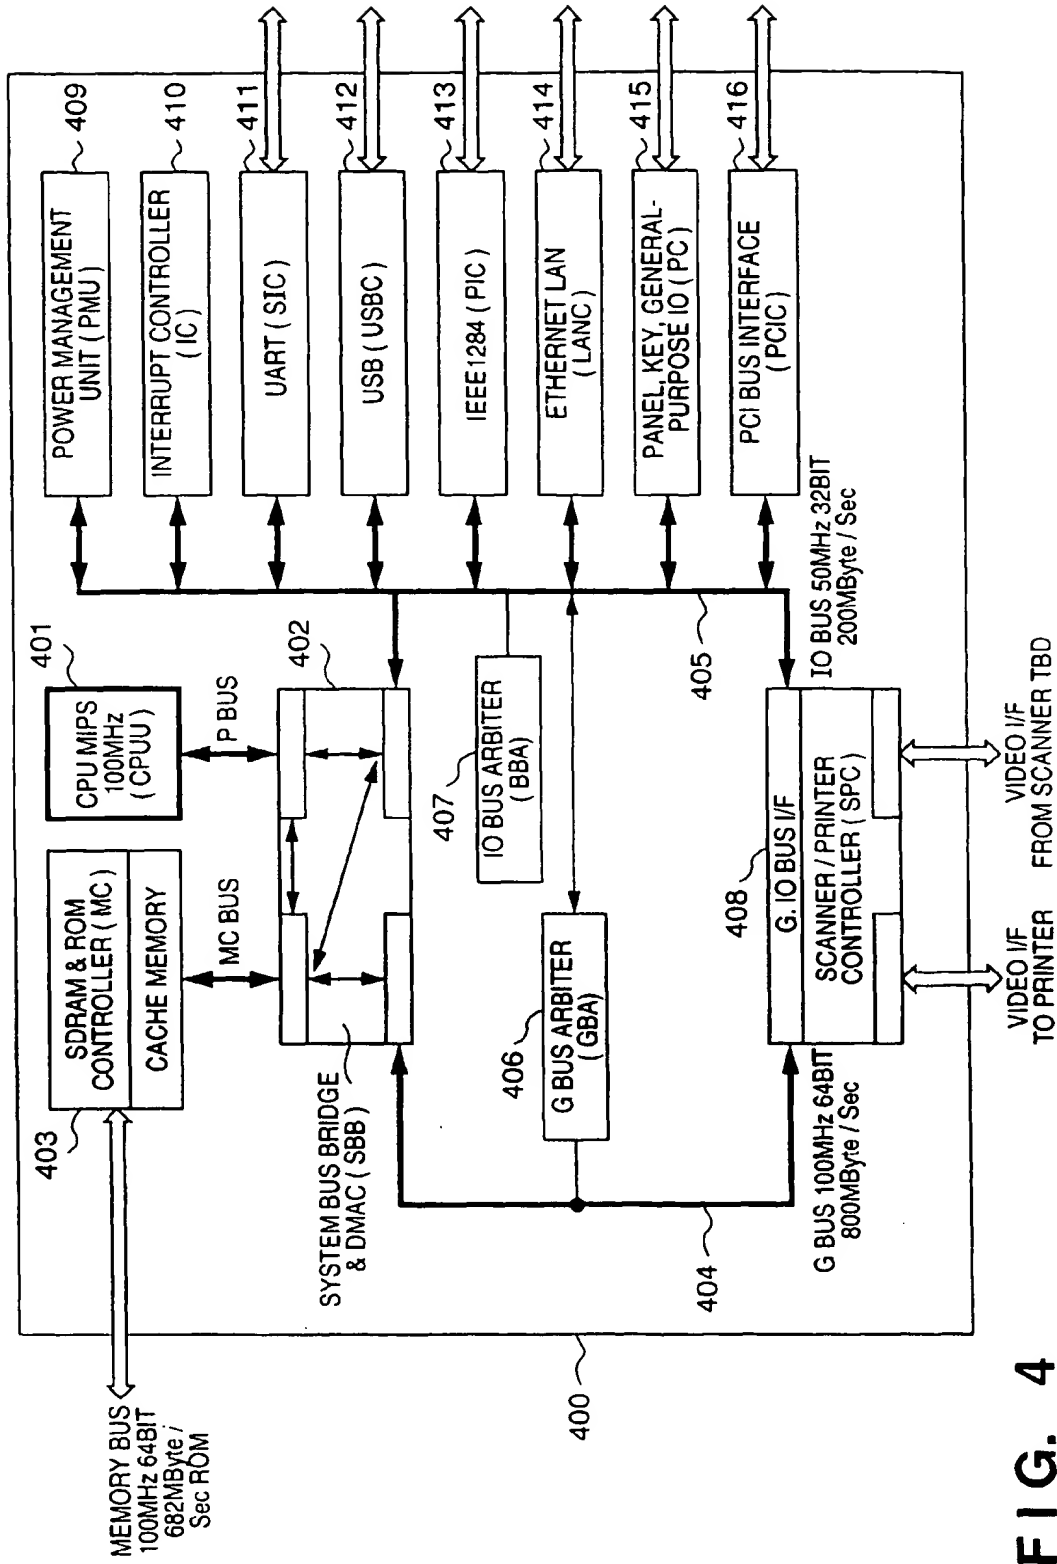 MEMORY BUS
100MHz 64BIT
682MByte /
Sec ROM
403
SDRAM & ROM
CONTROLLER ( MC )
CACHE MEMORY
MC BUS
401
CPU MIPS
100MHz
( CPUU )
P BUS
402
SYSTEM BUS BRIDGE
& DMAC ( SBB )
409
POWER MANAGEMENT
UNIT ( PMU )
410
INTERRUPT CONTROLLER
( IC )
411
UART ( SIC )
412
USB ( USBC )
413
IEEE1284 ( PIC )
414
ETHERNET LAN
( LANC )
415
PANEL, KEY, GENERAL-
PURPOSE IO ( PC )
416
PCI BUS INTERFACE
( PCIC )
407
IO BUS ARBITER
( BBA )
406
G BUS ARBITER
( GBA )
404
405
G BUS 100MHz 64BIT
800MByte / Sec
IO BUS 50MHz 32BIT
200MByte / Sec
408
G. IO BUS I/F
SCANNER / PRINTER
CONTROLLER ( SPC )
VIDEO I/F
TO PRINTER
VIDEO I/F
FROM SCANNER TBD
400
FIG. 4